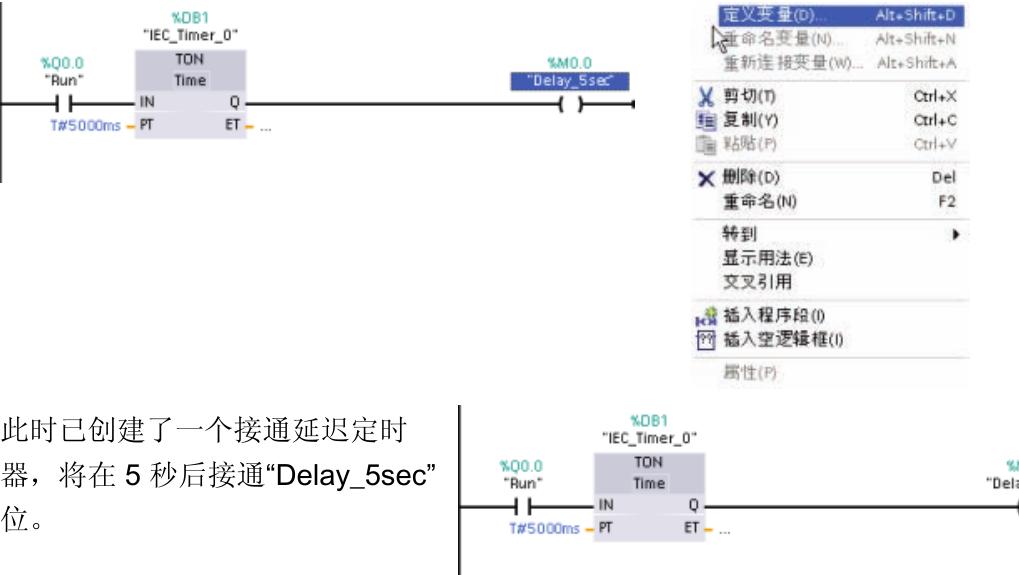 %DB1
"IEC_Timer_0"
TON
Time
%Q0.0
"Run"
IN
Q
T#5000ms
PT
ET
...
%M0.0
"Delay_5sec"
定义变量(D)... Alt+Shift+D
重命名变量(N)... Alt+Shift+N
重新连接变量(W)... Alt+Shift+A
剪切(T) Ctrl+X
复制(Y) Ctrl+C
粘贴(P) Ctrl+V
删除(D) Del
重命名(N) F2
转到
显示用法(E)
交叉引用
插入程序段(I)
插入空逻辑框(I)
属性(P)
此时已创建了一个接通延迟定时
器，将在 5 秒后接通“Delay_5sec”
位。
%DB1
"IEC_Timer_0"
TON
Time
%Q0.0
"Run"
IN
Q
T#5000ms
PT
ET
...
"Dela